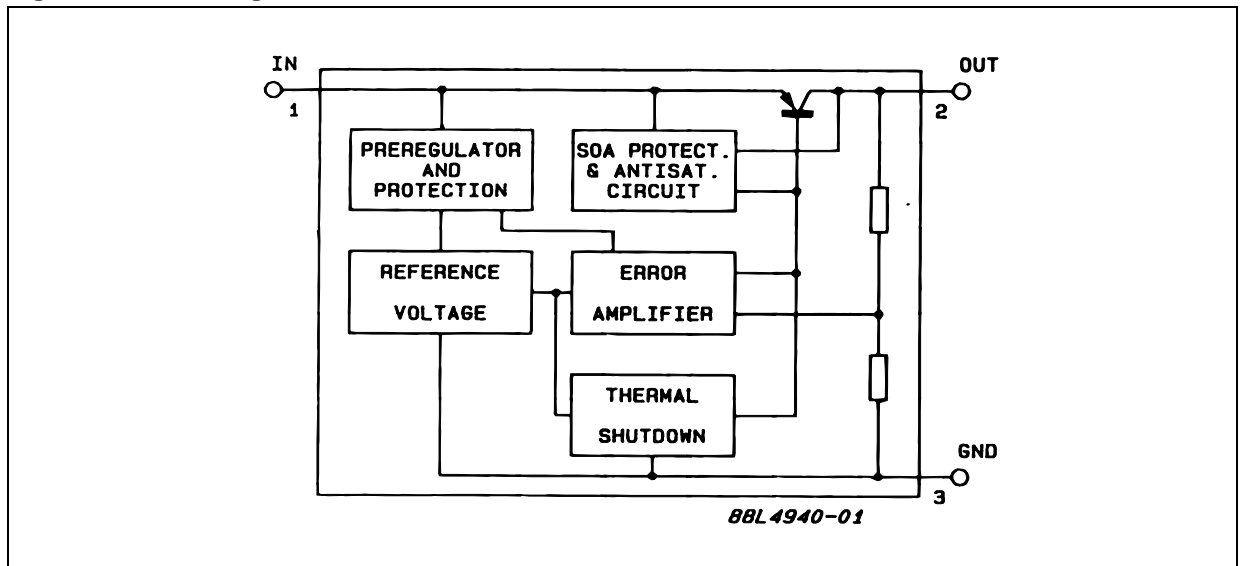 IN
1
OUT
2
PREREGULATOR
AND
PROTECTION
SOA PROTECT.
& ANTISAT.
CIRCUIT
REFERENCE
VOLTAGE
ERROR
AMPLIFIER
THERMAL
SHUTDOWN
GND
3
88L4940-01